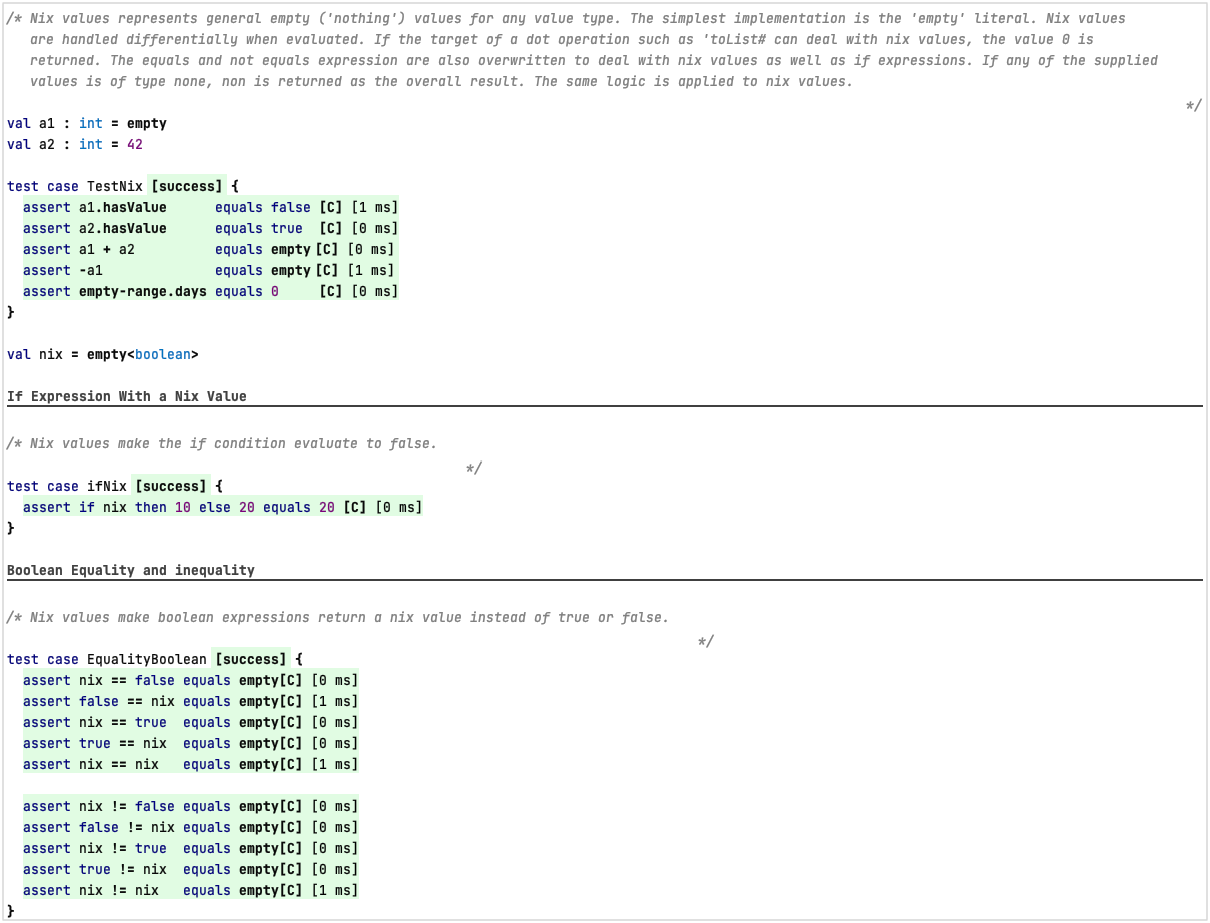 /* Nix values represents general empty ('nothing') values for any value type. The simplest implementation is the 'empty' literal. Nix values
are handled differentially when evaluated. If the target of a dot operation such as 'toList# can deal with nix values, the value 0 is
returned. The equals and not equals expression are also overwritten to deal with nix values as well as if expressions. If any of the supplied
values is of type none, non is returned as the overall result. The same logic is applied to nix values.
*/
val a1 : int = empty
val a2 : int = 42
test case TestNix [success] {
assert a1.hasValue equals false [C] [1 ms]
assert a2.hasValue equals true [C] [0 ms]
assert a1 + a2 equals empty [C] [0 ms]
assert -a1 equals empty [C] [1 ms]
assert empty-range.days equals 0 [C] [0 ms]
}
val nix = empty<boolean>
If Expression With a Nix Value
/* Nix values make the if condition evaluate to false.
*/
test case ifNix [success] {
assert if nix then 10 else 20 equals 20 [C] [0 ms]
}
Boolean Equality and inequality
/* Nix values make boolean expressions return a nix value instead of true or false.
*/
test case EqualityBoolean [success] {
assert nix == false equals empty[C] [0 ms]
assert false == nix equals empty[C] [1 ms]
assert nix == true equals empty[C] [0 ms]
assert true == nix equals empty[C] [0 ms]
assert nix == nix equals empty[C] [1 ms]
assert nix != false equals empty[C] [0 ms]
assert false != nix equals empty[C] [0 ms]
assert nix != true equals empty[C] [0 ms]
assert true != nix equals empty[C] [0 ms]
assert nix != nix equals empty[C] [1 ms]
}